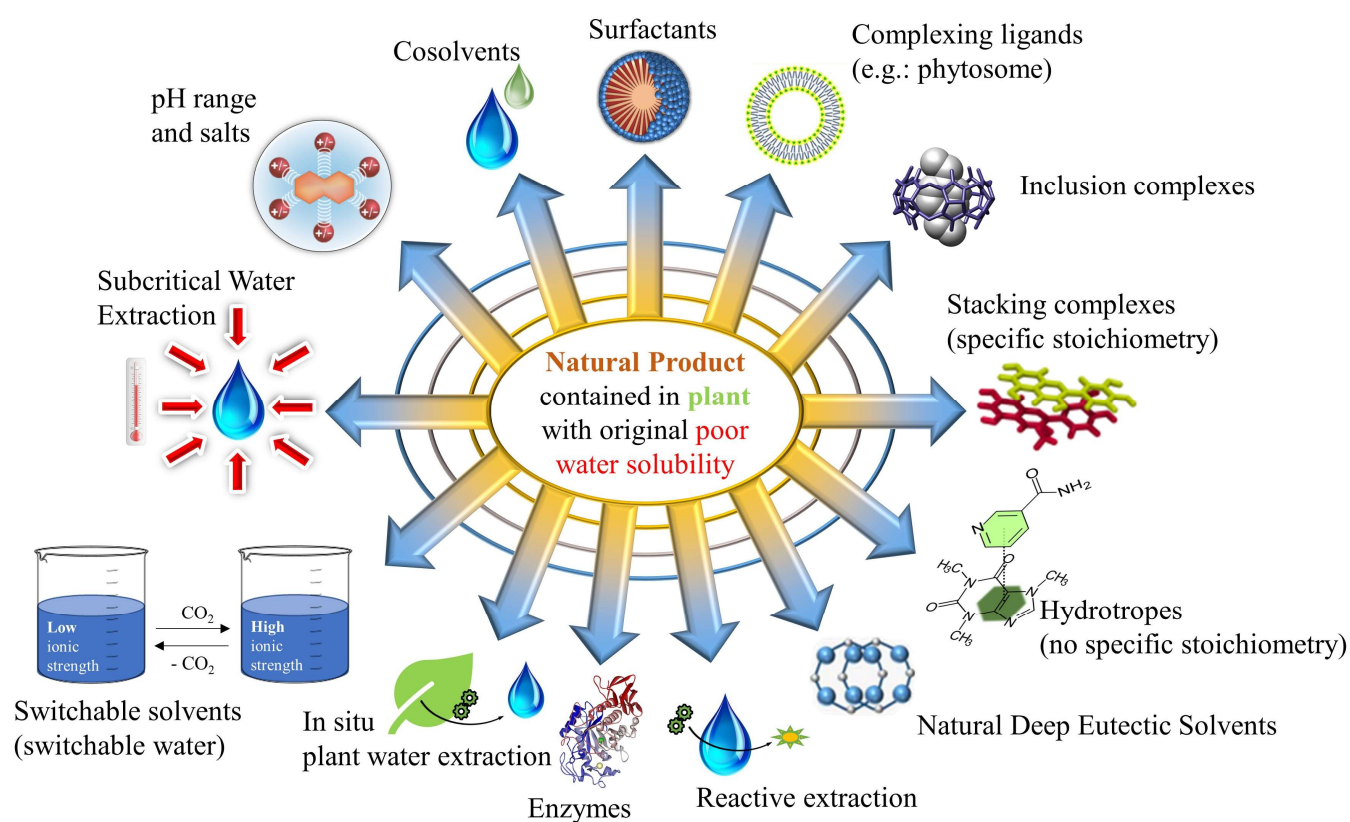 Surfactants
Cosolvents
Complexing ligands
(e.g.: phytosome)
pH range
and salts
+/-
+/-
+/-
+/-
+/-
+/-
Inclusion complexes
Subcritical Water
Extraction
Stacking complexes
(specific stoichiometry)
Natural Product
contained in plant
with original poor
water solubility
O
NH2
N
O
H3C
CH3
N
N
O
N
N
CH3
Hydrotropes
(no specific stoichiometry)
Low
ionic
strength
CO2
- CO2
High
ionic
strength
Switchable solvents
(switchable water)
In situ
plant water extraction
Enzymes
Reactive extraction
Natural Deep Eutectic Solvents